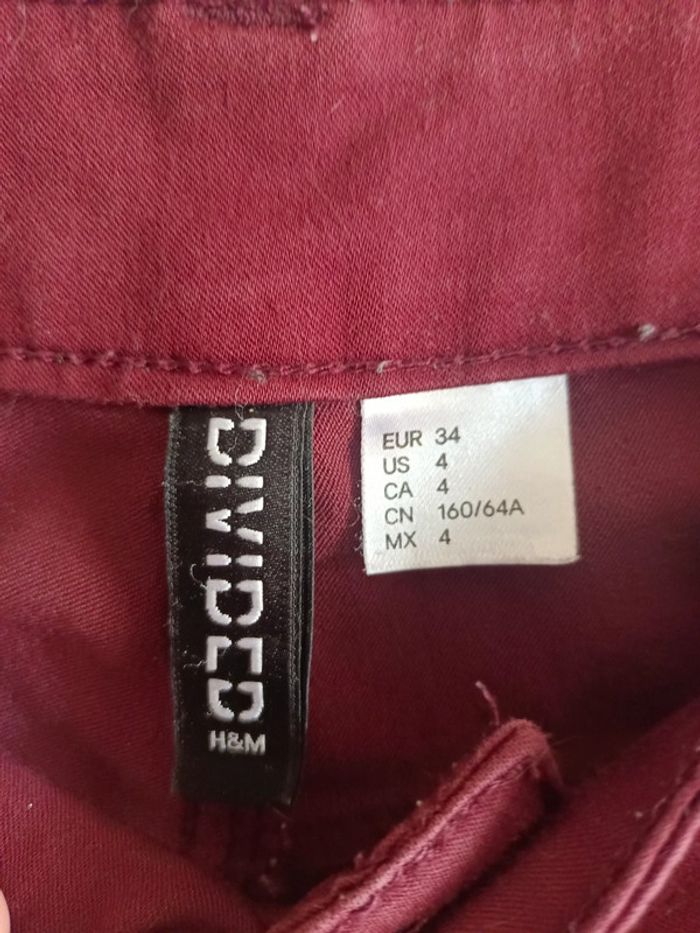 DIVIDED
H&M
EUR 34
US 4
CA 4
CN 160/64A
MX 4